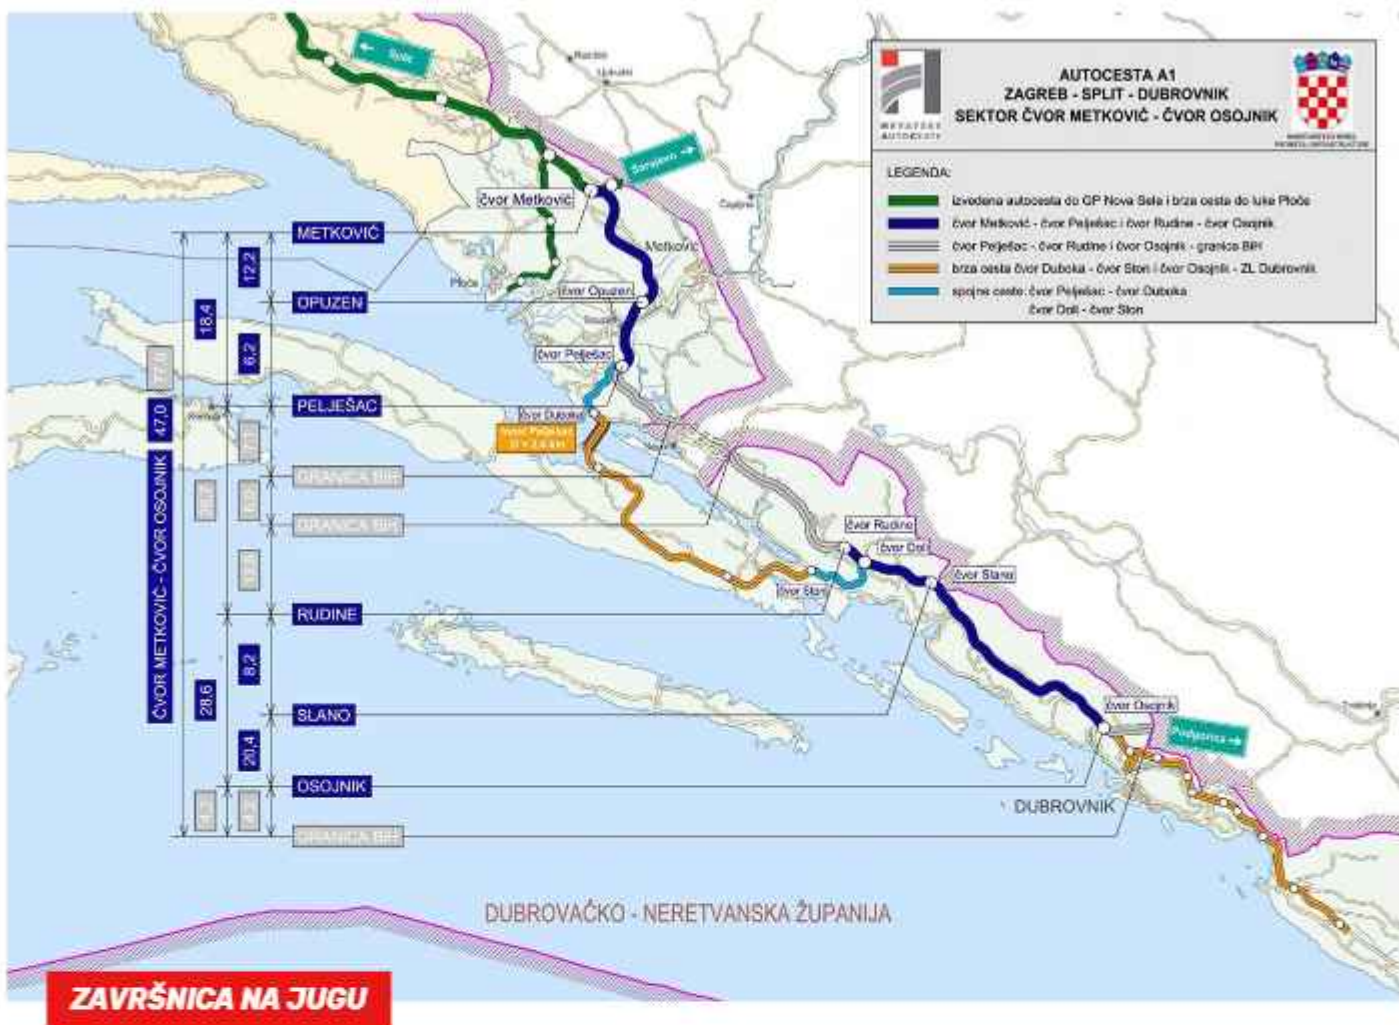 Split
AUTOCESTA A1
ZAGREB - SPLIT - DUBROVNIK
SEKTOR ČVOR METKOVIĆ - ČVOR OSOJNIK
HRVATSKE
AUTOCESTE
LEGENDA:
izvedena autocesta do GP Nova Sela i brza cesta do luke Ploče
čvor Metković - čvor Pelješac i čvor Rudine - čvor Osojnik
čvor Pelješac - čvor Rudine i čvor Osojnik - granica BiH
brza cesta čvor Duboka - čvor Ston i čvor Osojnik - ZL Dubrovnik
spojne ceste: čvor Pelješac - čvor Duboka
čvor Doli - čvor Ston
Sarajevo
čvor Metković
METKOVIĆ
Metković
Ploče
12,2
čvor Opuzen
OPUZEN
18,4
6,2
čvor Pelješac
PELJEŠAC
čvor Duboka
47,0
ČVOR METKOVIĆ - ČVOR OSOJNIK
GRANICA BIH
GRANICA BIH
čvor Rudine
čvor Doli
čvor Slano
čvor Ston
RUDINE
8,2
28,6
SLANO
20,4
čvor Osojnik
Podgorica
OSOJNIK
DUBROVNIK
GRANICA BIH
DUBROVAČKO - NERETVANSKA ŽUPANIJA
ZAVRŠNICA NA JUGU